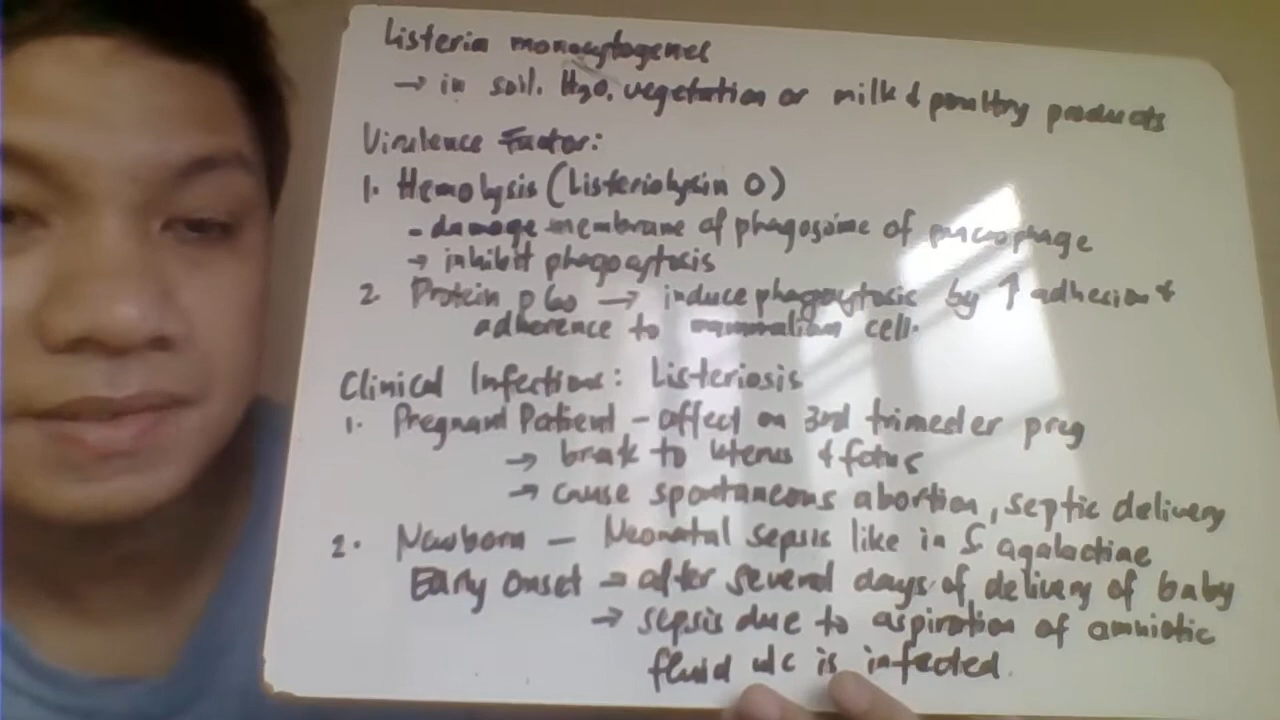 Listeria monocytogenes
→ in soil, H2O, vegetation or milk & poultry products
Virulence Factor:
1. Hemolysis (Listeriolysin O)
- damage membrane of phagosome of macrophage
→ inhibit phagocytosis
2. Protein p60 → induce phagocytosis by ↑ adhesion &
adherence to mammalian cell.
Clinical Infections: Listeriosis
1. Pregnant Patient - affect on 3rd trimester preg
→ break to uterus & fotus
→ cause spontaneous abortion, septic delivery
2. Newborn - Neonatal sepsis like in S. agalactiae
Early Onset → after several days of delivery of baby
→ sepsis due to aspiration of amniotic
fluid w/c is infected.